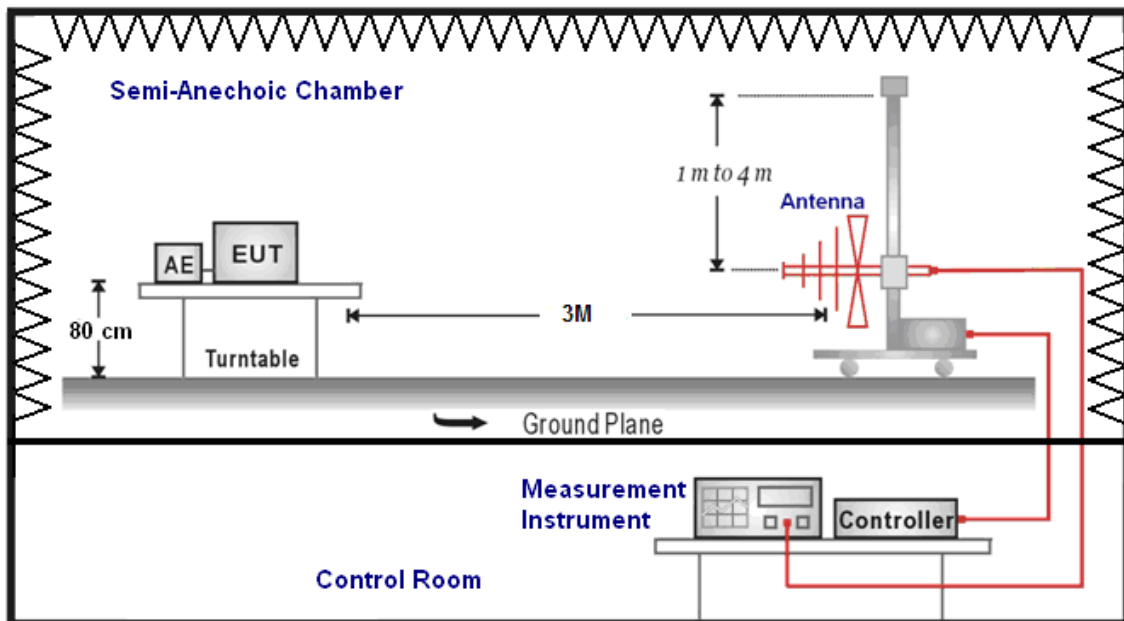 Semi-Anechoic Chamber
1 m to 4 m
Antenna
AE
EUT
80 cm
3M
Turntable
Ground Plane
Measurement
Instrument
Controller
Control Room